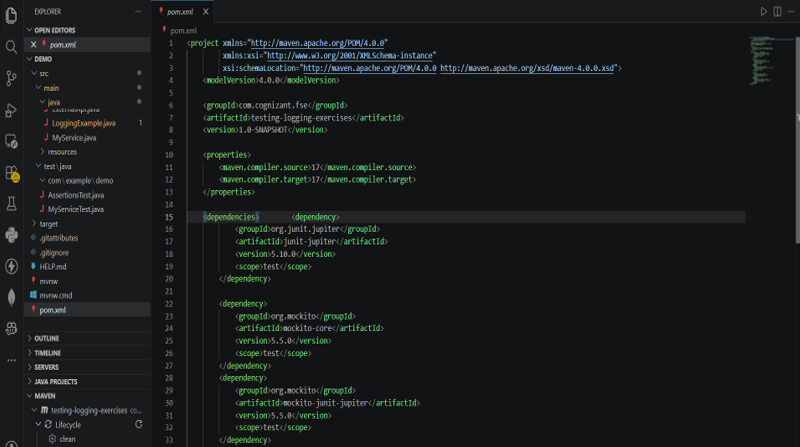 EXPLORER
OPEN EDITORS
pom.xml
DEMO
src
main
java
ExternalApi.java
LoggingExample.java 1
MyService.java
resources
test\java
com\example\demo
AssertionsTest.java
MyServiceTest.java
target
.gitattributes
.gitignore
HELP.md
mvnw
mvnw.cmd
pom.xml
OUTLINE
TIMELINE
SERVERS
JAVA PROJECTS
MAVEN
testing-logging-exercises co...
Lifecycle
clean
pom.xml
pom.xml
1 <project xmlns="http://maven.apache.org/POM/4.0.0"
2 xmlns:xsi="http://www.w3.org/2001/XMLSchema-instance"
3 xsi:schemaLocation="http://maven.apache.org/POM/4.0.0 http://maven.apache.org/xsd/maven-4.0.0.xsd">
4 <modelVersion>4.0.0</modelVersion>
5
6 <groupId>com.cognizant.fse</groupId>
7 <artifactId>testing-logging-exercises</artifactId>
8 <version>1.0-SNAPSHOT</version>
9
10 <properties>
11 <maven.compiler.source>17</maven.compiler.source>
12 <maven.compiler.target>17</maven.compiler.target>
13 </properties>
14
15 <dependencies> <dependency>
16 <groupId>org.junit.jupiter</groupId>
17 <artifactId>junit-jupiter</artifactId>
18 <version>5.10.0</version>
19 <scope>test</scope>
20 </dependency>
21
22 <dependency>
23 <groupId>org.mockito</groupId>
24 <artifactId>mockito-core</artifactId>
25 <version>5.5.0</version>
26 <scope>test</scope>
27 </dependency>
28 <dependency>
29 <groupId>org.mockito</groupId>
30 <artifactId>mockito-junit-jupiter</artifactId>
31 <version>5.5.0</version>
32 <scope>test</scope>
33 </dependency>